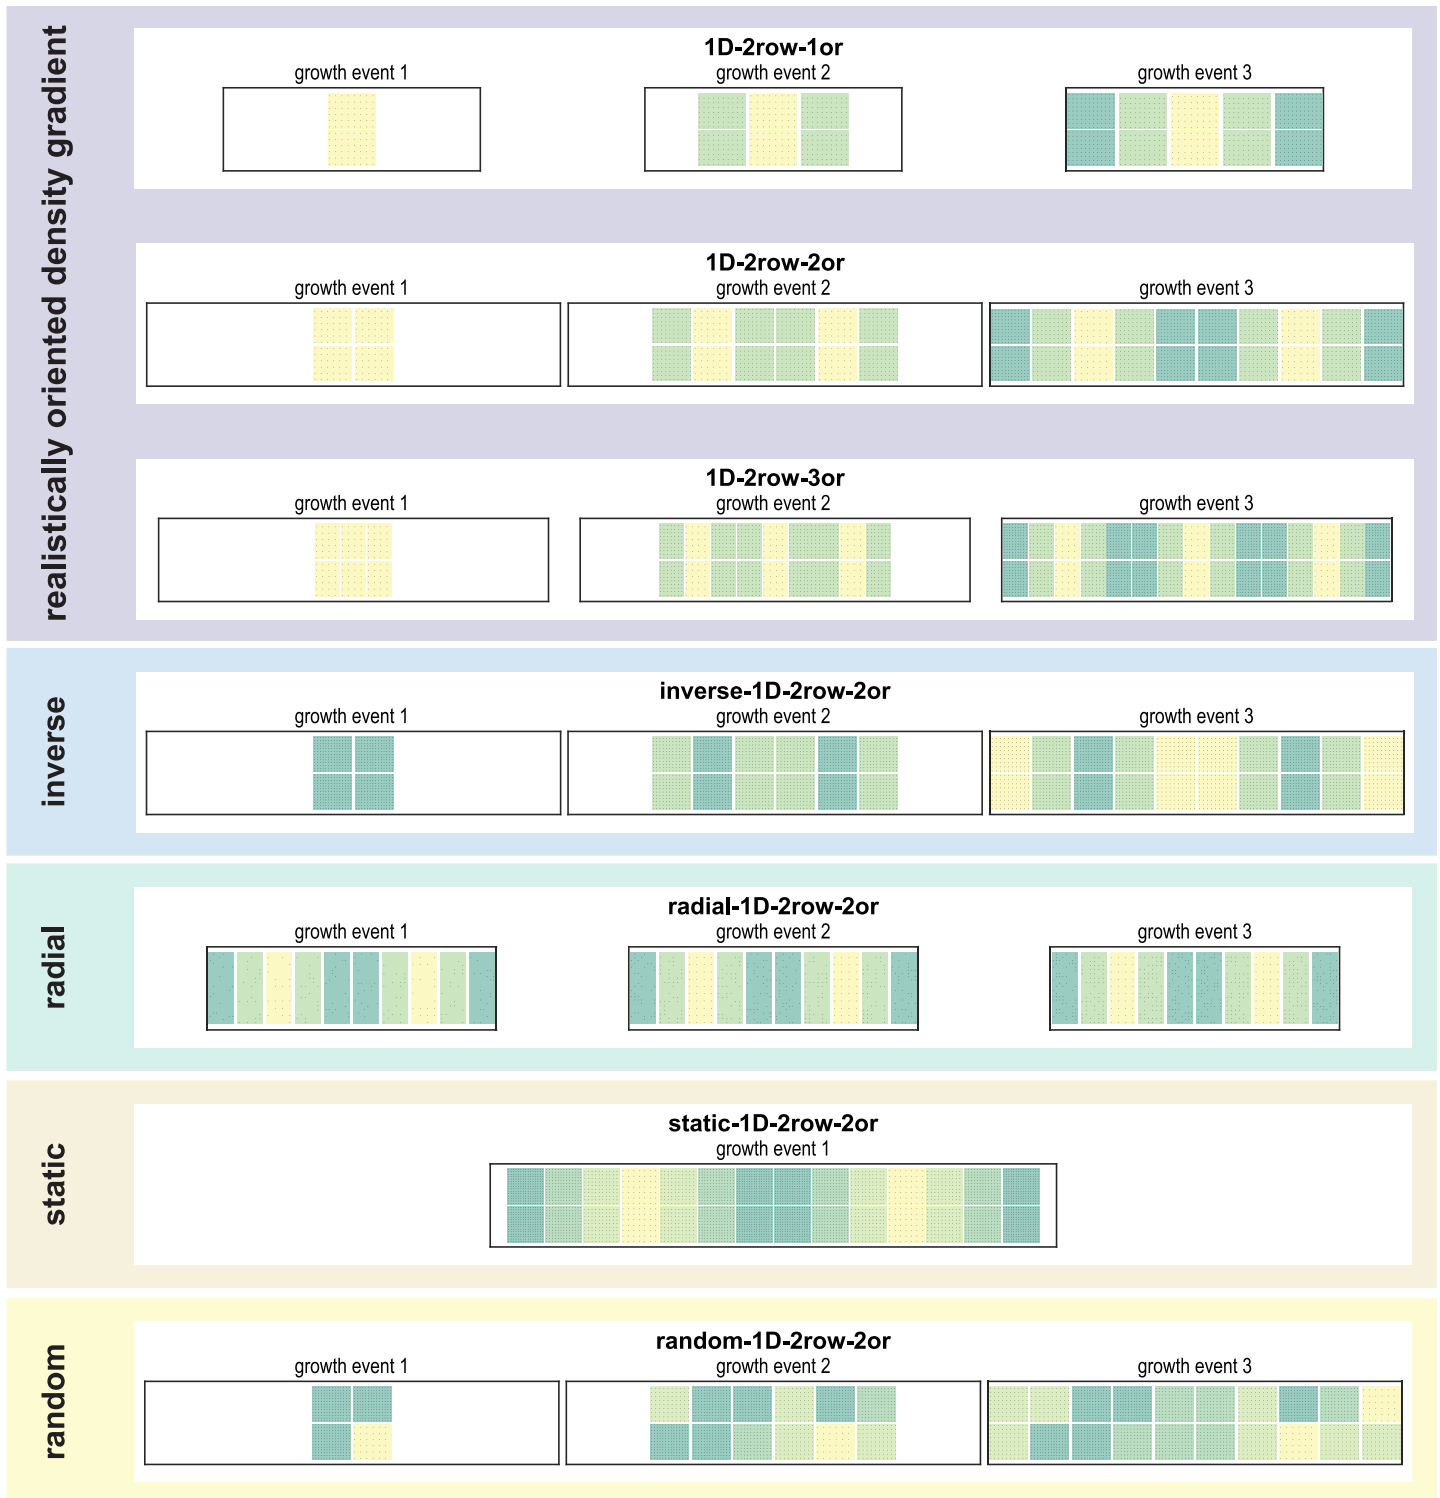 realistically oriented density gradient
1D-2row-1or
growth event 1
growth event 2
growth event 3
1D-2row-2or
growth event 1
growth event 2
growth event 3
1D-2row-3or
growth event 1
growth event 2
growth event 3
inverse
inverse-1D-2row-2or
growth event 1
growth event 2
growth event 3
radial
radial-1D-2row-2or
growth event 1
growth event 2
growth event 3
static
static-1D-2row-2or
growth event 1
random
random-1D-2row-2or
growth event 1
growth event 2
growth event 3